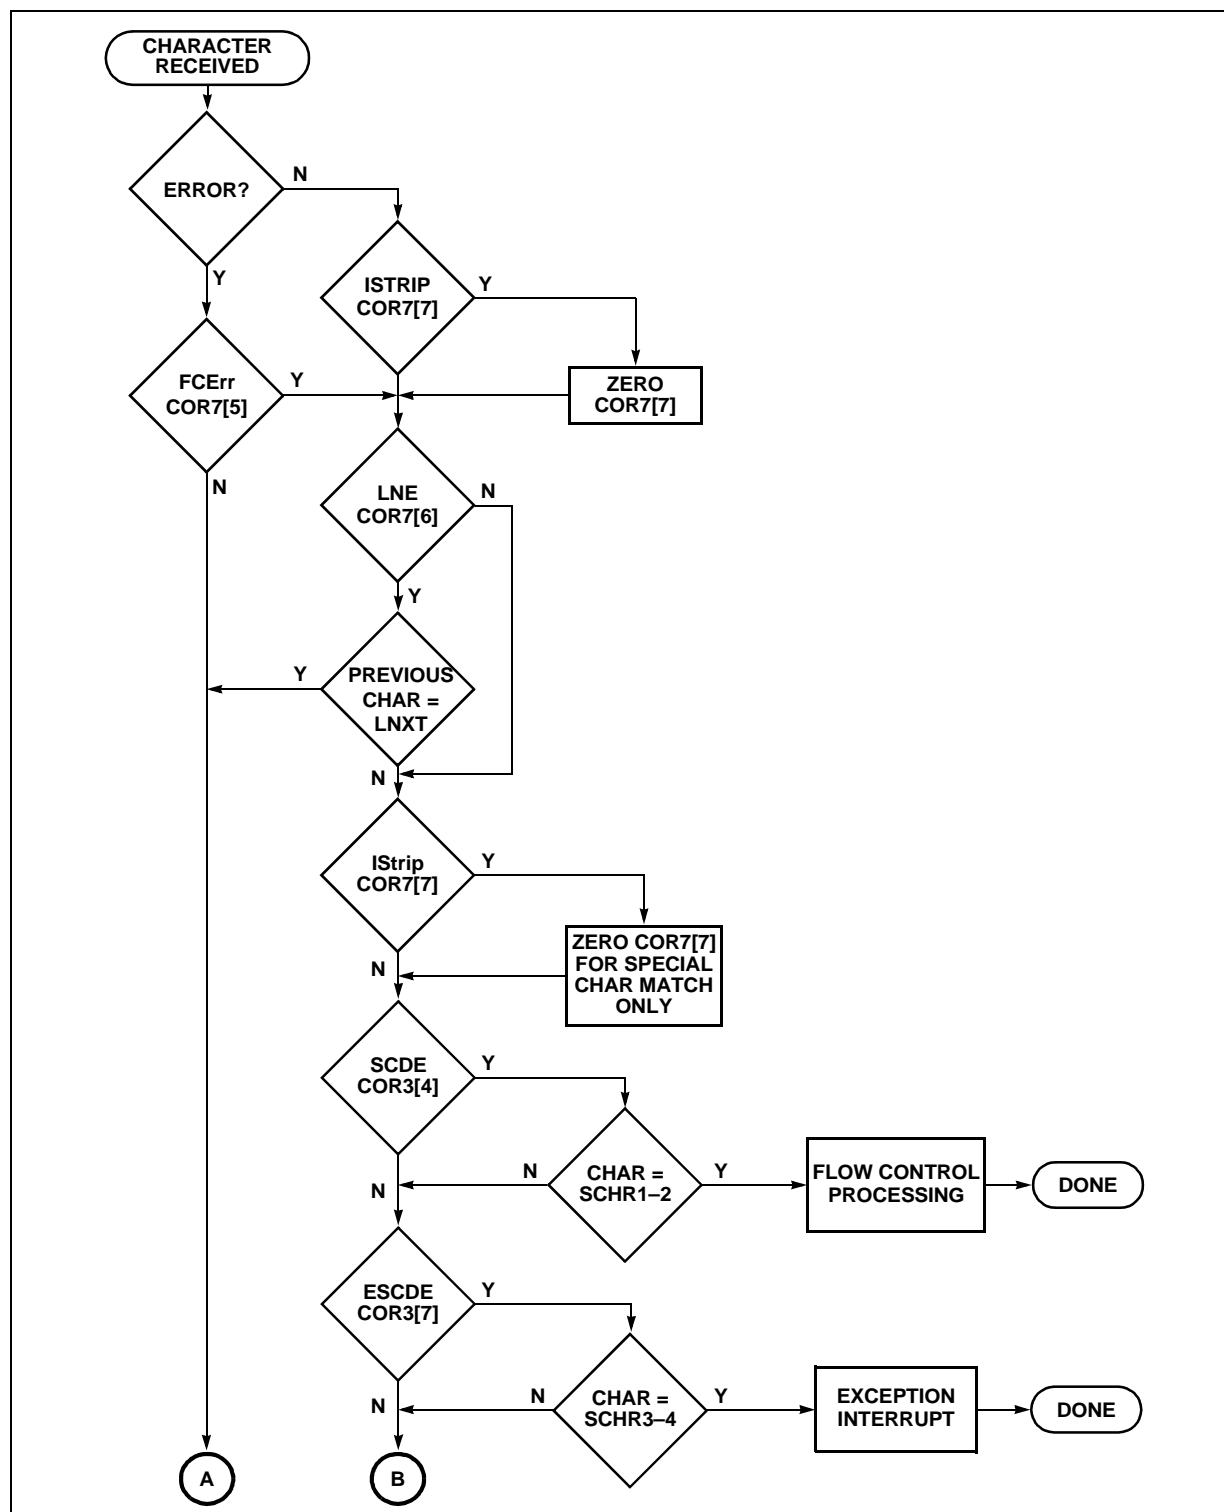 CHARACTER
RECEIVED
ERROR?
N
Y
ISTRIP
COR7[7]
Y
FCErr
COR7[5]
Y
ZERO
COR7[7]
N
LNE
COR7[6]
N
Y
Y
PREVIOUS
CHAR =
LNXT
N
IStrip
COR7[7]
Y
ZERO COR7[7]
FOR SPECIAL
CHAR MATCH
ONLY
N
SCDE
COR3[4]
Y
N
CHAR =
SCHR1–2
Y
FLOW CONTROL
PROCESSING
DONE
N
ESCDE
COR3[7]
Y
N
N
CHAR =
SCHR3–4
Y
EXCEPTION
INTERRUPT
DONE
A
B